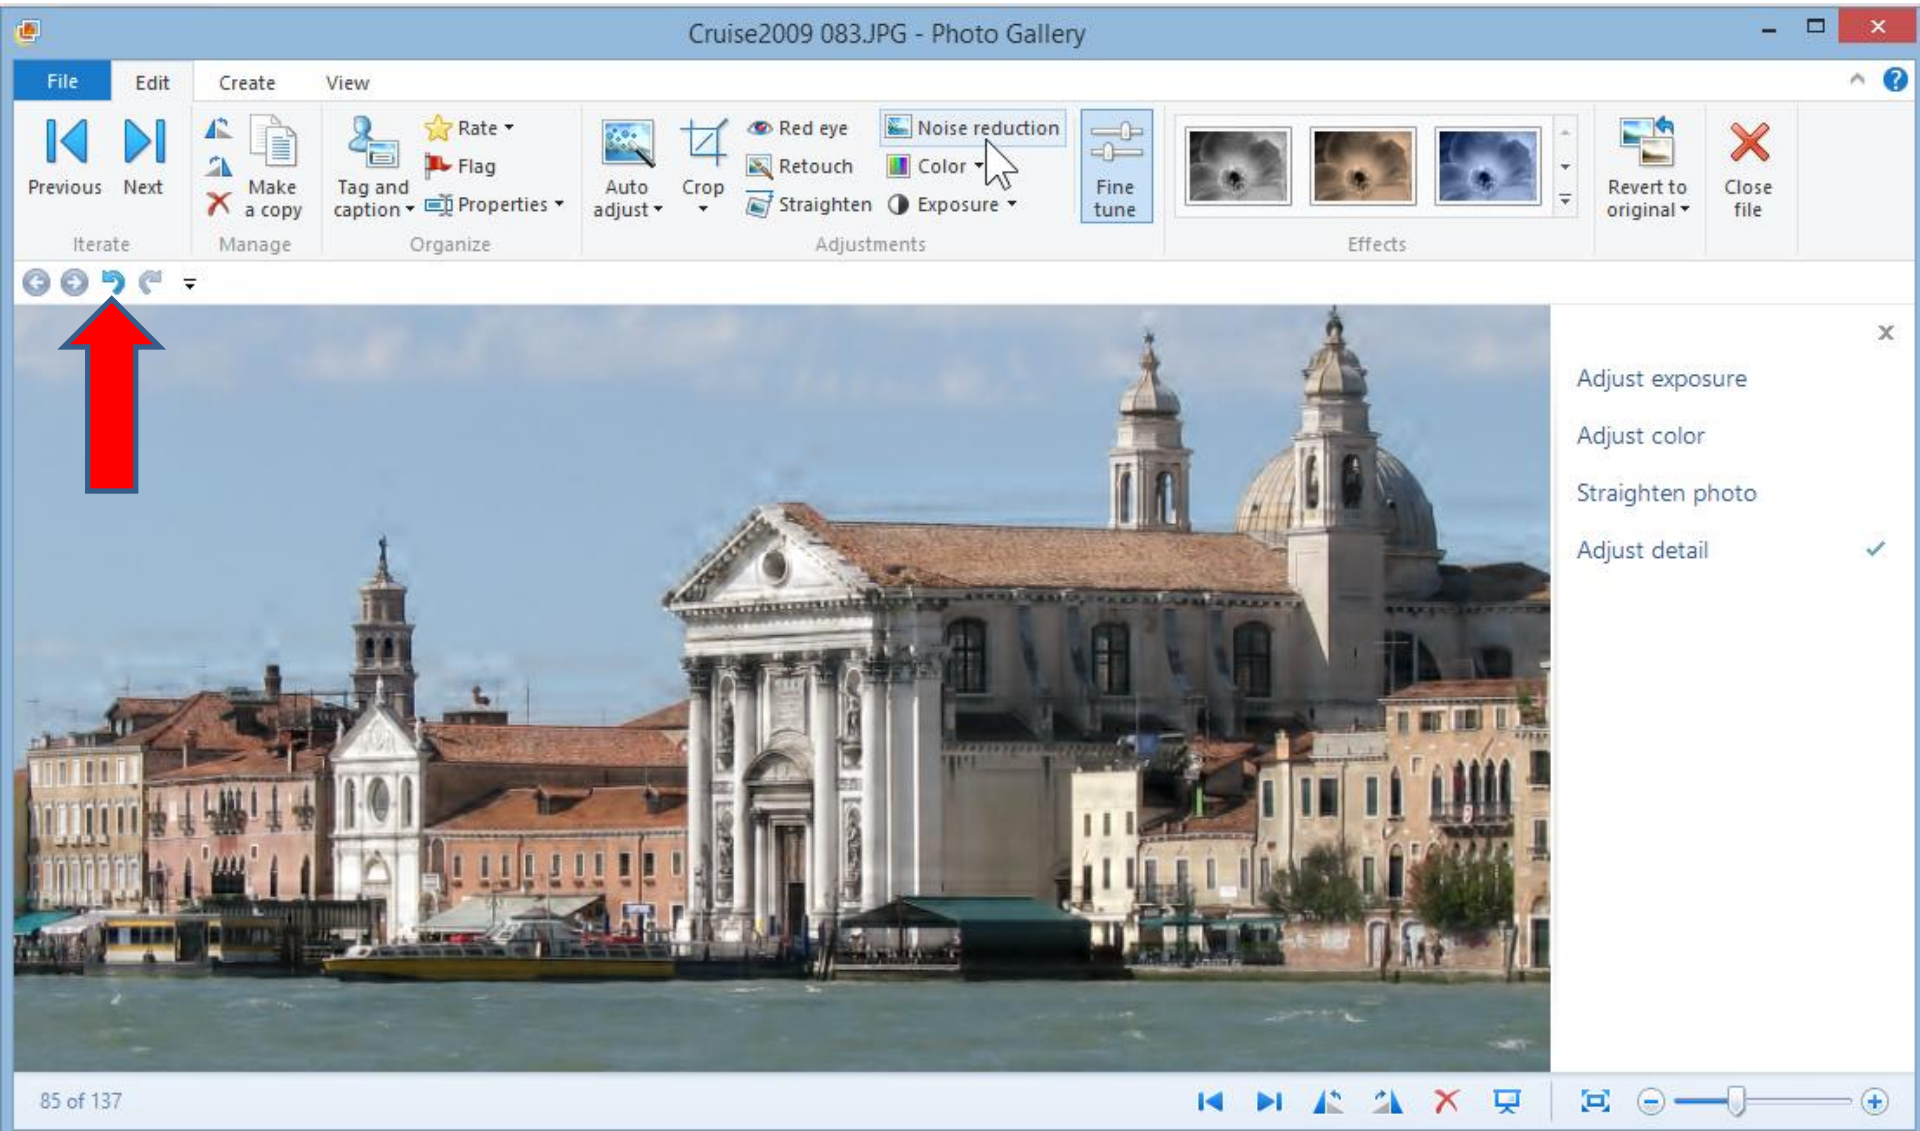 Cruise2009 083.JPG - Photo Gallery
File Edit Create View
Previous Next
Make a copy
Tag and caption
Rate
Flag
Properties
Auto adjust
Crop
Red eye
Retouch
Straighten
Noise reduction
Color
Exposure
Fine tune
Revert to original
Close file
Iterate Manage Organize Adjustments Effects
Adjust exposure
Adjust color
Straighten photo
Adjust detail
85 of 137